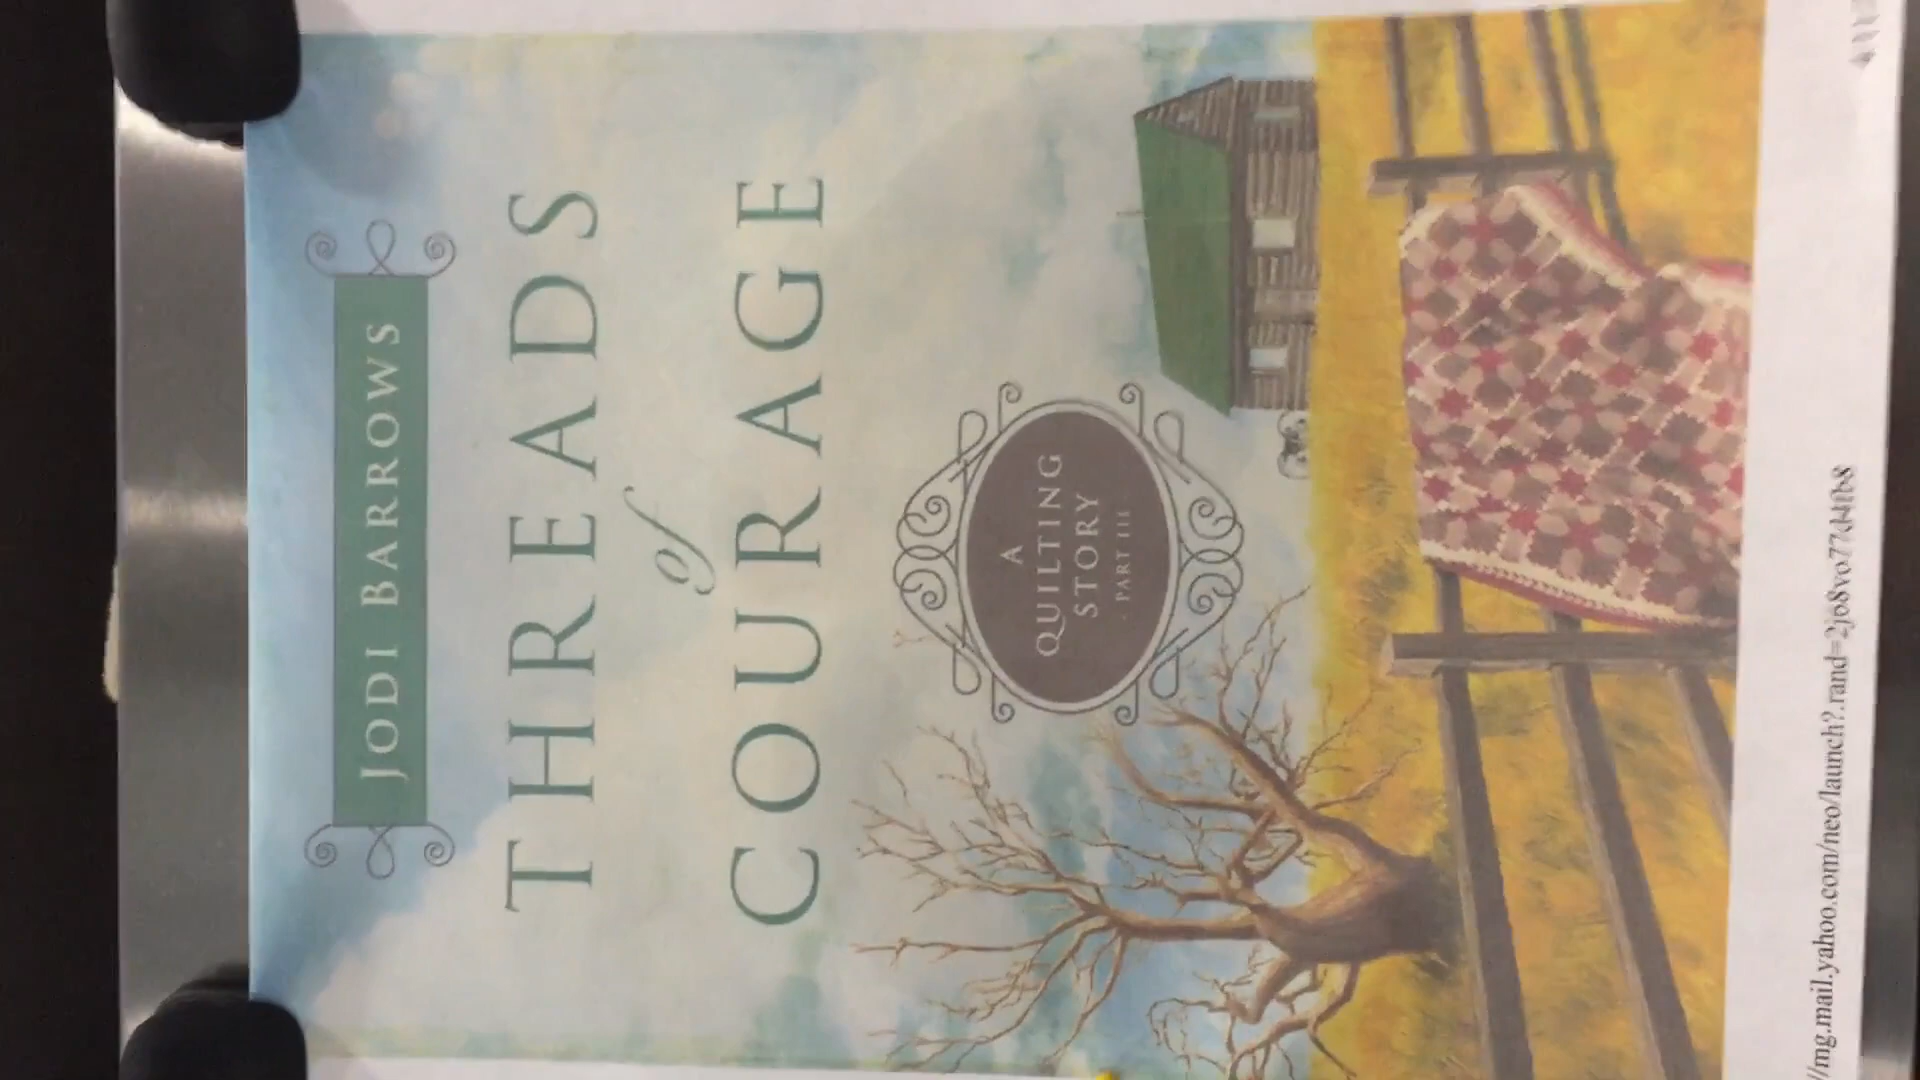 JODI BARROWS
THREADS
of
COURAGE
A
QUILTING
STORY
PART III